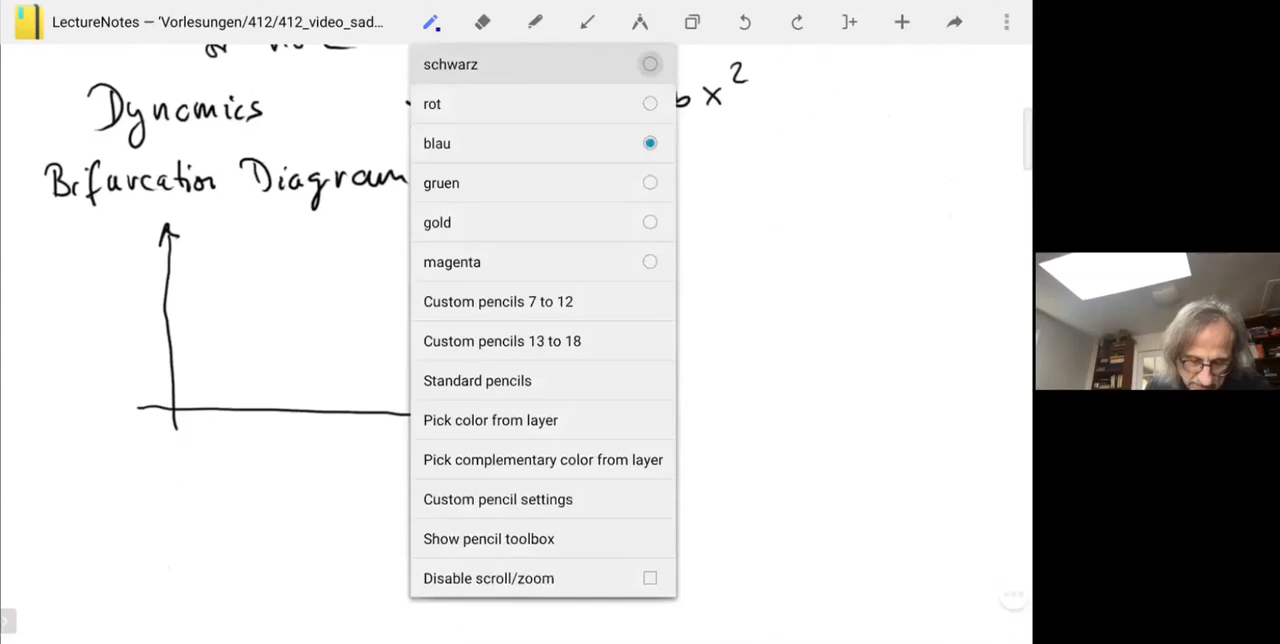 LectureNotes — ‘Vorlesungen/412/412_video_sad...
schwarz
x²
Dynamics
rot
blau
Bifurcation Diagram
gruen
gold
magenta
Custom pencils 7 to 12
Custom pencils 13 to 18
Standard pencils
Pick color from layer
Pick complementary color from layer
Custom pencil settings
Show pencil toolbox
Disable scroll/zoom